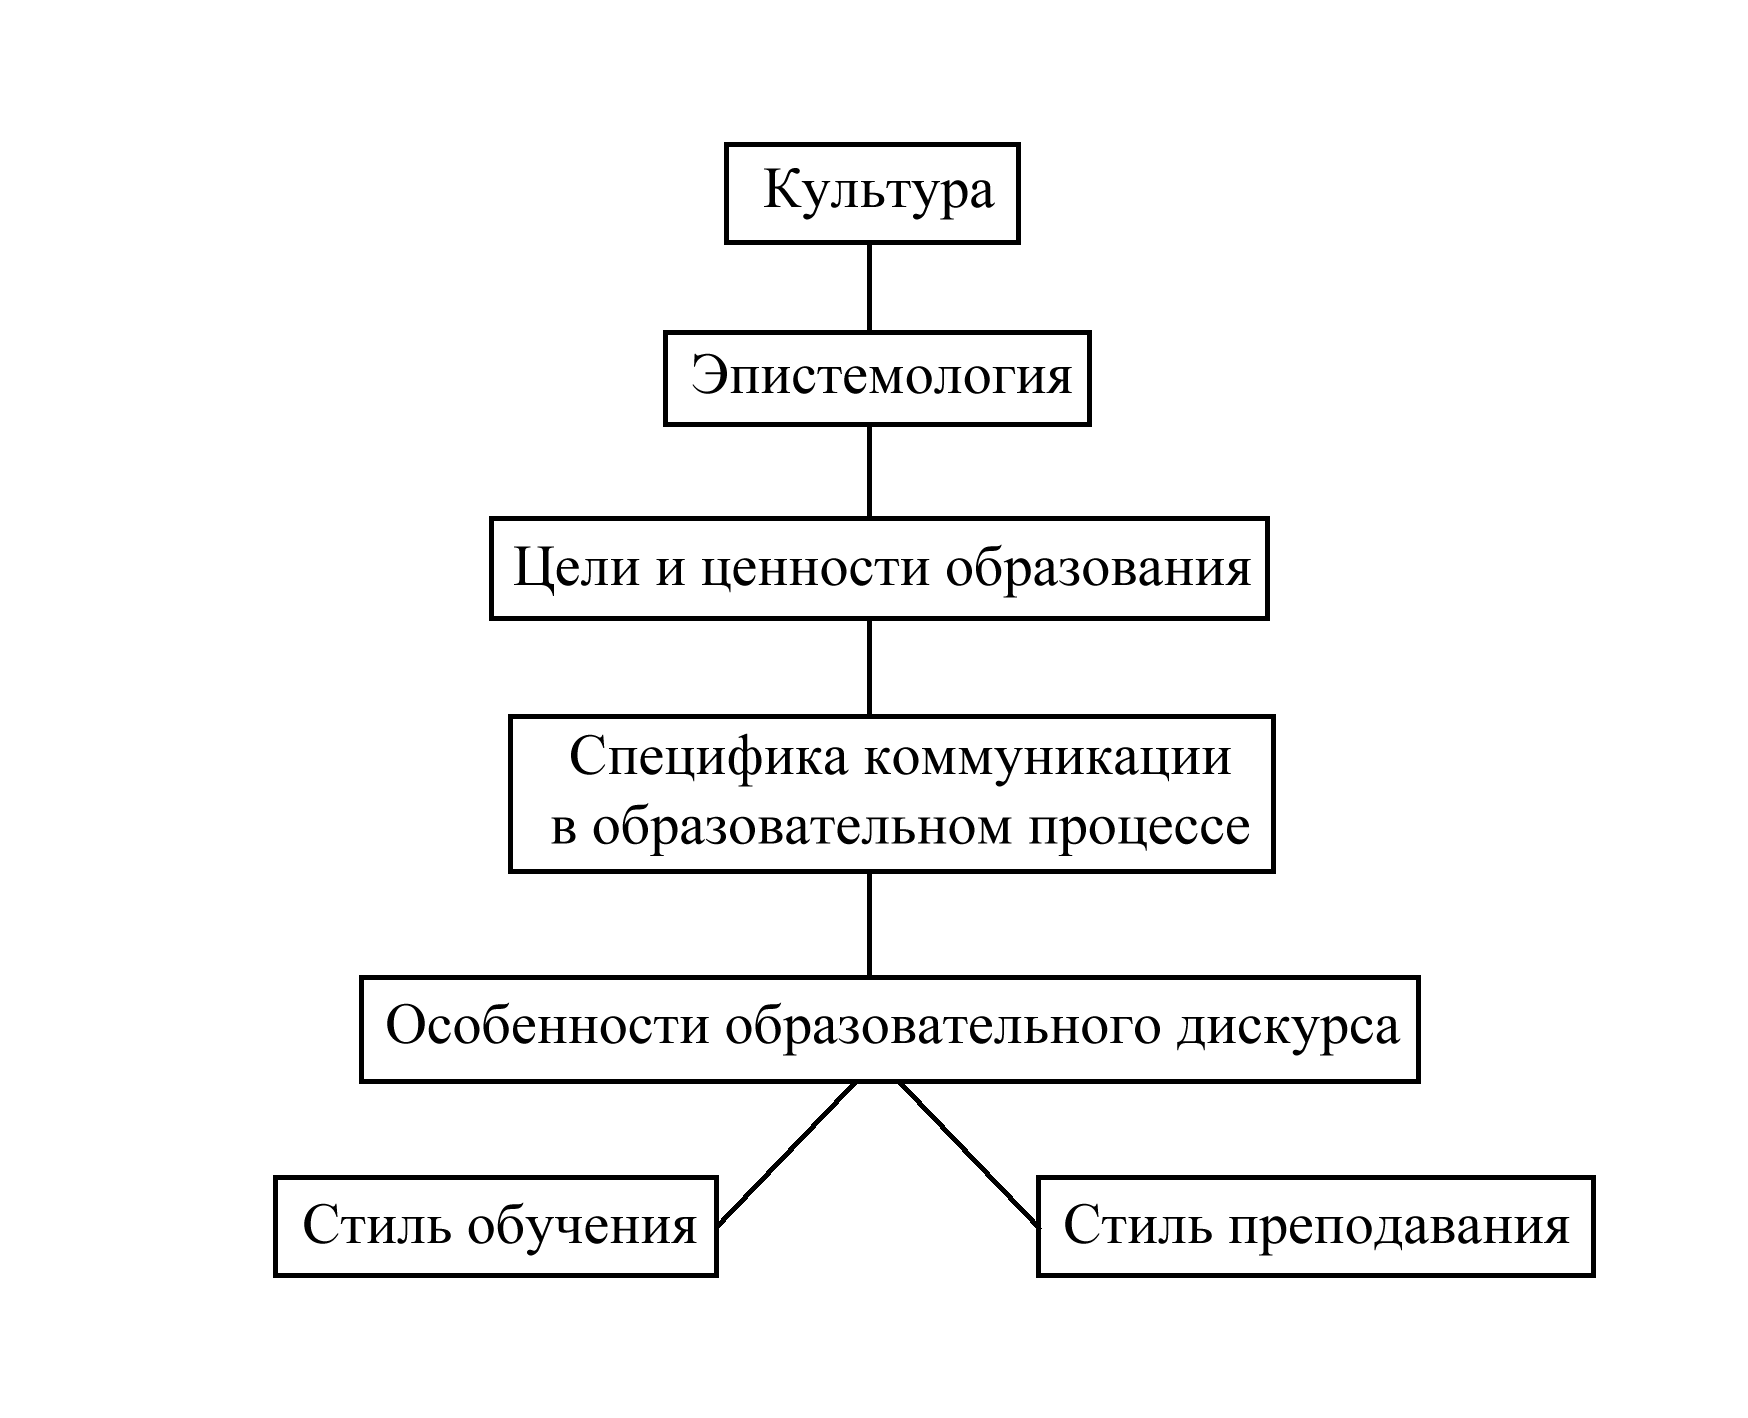 Культура
Эпистемология
Цели и ценности образования
Специфика коммуникации
в образовательном процессе
Особенности образовательного дискурса
Стиль обучения
Стиль преподавания